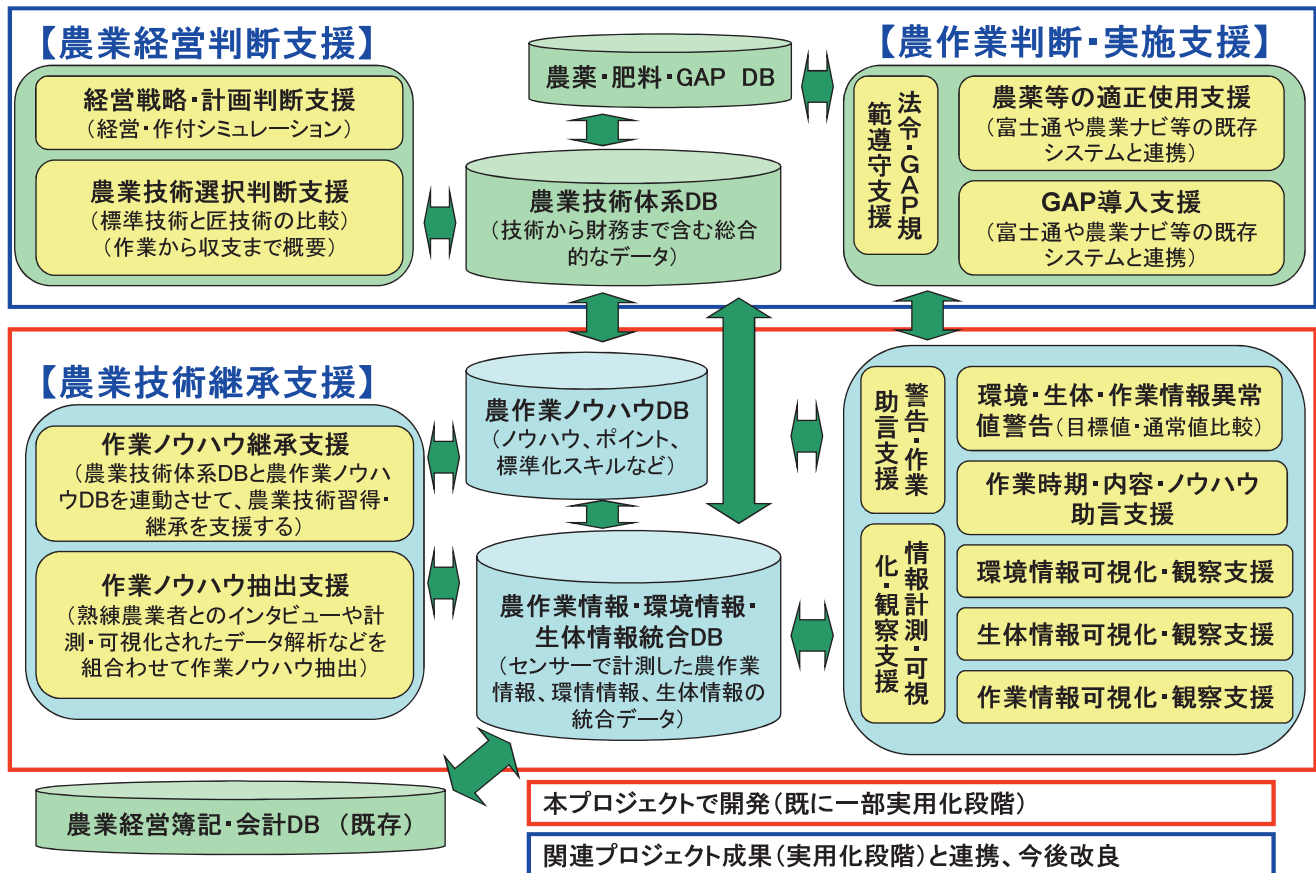 【農業経営判断支援】
経営戦略・計画判断支援
(経営・作付シミュレーション)
農業技術選択判断支援
(標準技術と匠技術の比較)
(作業から収支まで概要)
農薬・肥料・GAP DB
農業技術体系DB
(技術から財務まで含む総合
的なデータ)
【農作業判断・実施支援】
法令・GAP規
範遵守支援
農薬等の適正使用支援
(富士通や農業ナビ等の既存
システムと連携)
GAP導入支援
(富士通や農業ナビ等の既存
システムと連携)
【農業技術継承支援】
作業ノウハウ継承支援
(農業技術体系DBと農作業ノウハ
ウDBを連動させて、農業技術習得・
継承を支援する)
作業ノウハウ抽出支援
(熟練農業者とのインタビューや計
測・可視化されたデータ解析などを
組合わせて作業ノウハウ抽出)
農作業ノウハウDB
(ノウハウ、ポイント、
標準化スキルなど)
農作業情報・環境情報・
生体情報統合DB
(センサーで計測した農作業
情報、環情情報、生体情報の
統合データ)
警告・作業
助言支援
環境・生体・作業情報異常
値警告(目標値・通常値比較)
作業時期・内容・ノウハウ
助言支援
情報計測・可視
化・観察支援
環境情報可視化・観察支援
生体情報可視化・観察支援
作業情報可視化・観察支援
農業経営簿記・会計DB (既存)
本プロジェクトで開発(既に一部実用化段階)
関連プロジェクト成果(実用化段階)と連携、今後改良